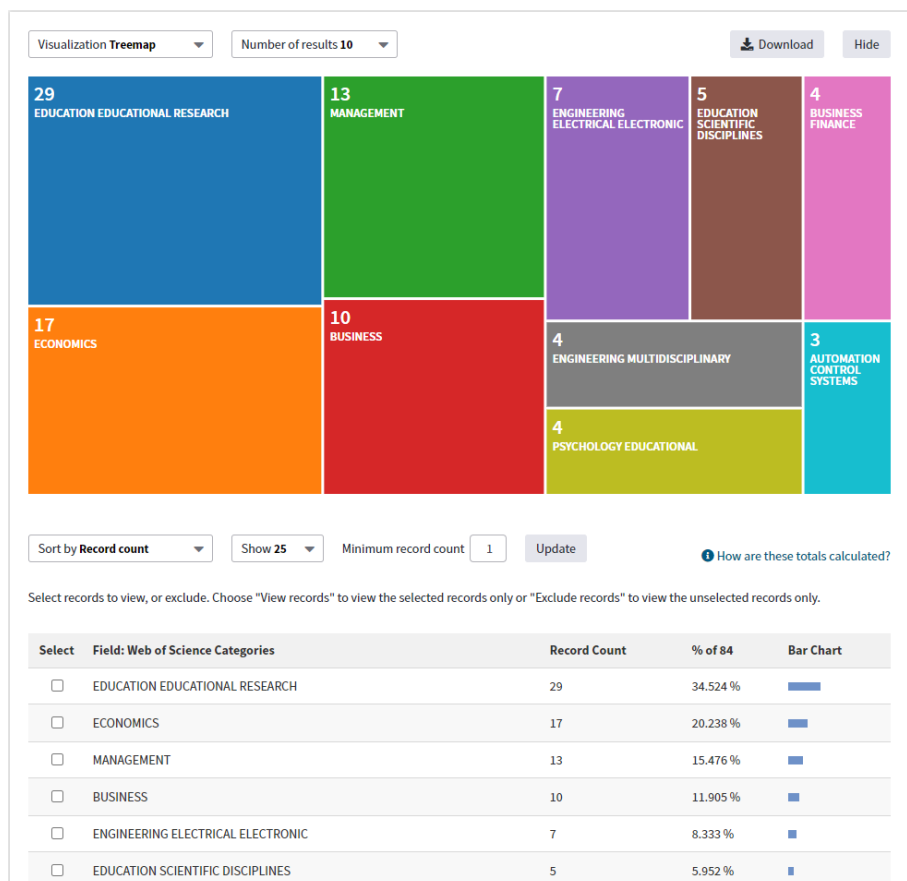 Visualization Treemap
Number of results 10
Download
Hide
29
EDUCATION EDUCATIONAL RESEARCH
13
MANAGEMENT
7
ENGINEERING
ELECTRICAL ELECTRONIC
5
EDUCATION
SCIENTIFIC
DISCIPLINES
4
BUSINESS
FINANCE
17
ECONOMICS
10
BUSINESS
4
ENGINEERING MULTIDISCIPLINARY
3
AUTOMATION
CONTROL
SYSTEMS
4
PSYCHOLOGY EDUCATIONAL
Sort by Record count
Show 25
Minimum record count 1
Update
How are these totals calculated?
Select records to view, or exclude. Choose "View records" to view the selected records only or "Exclude records" to view the unselected records only.
Select Field: Web of Science Categories Record Count % of 84 Bar Chart
EDUCATION EDUCATIONAL RESEARCH 29 34.524 %
ECONOMICS 17 20.238 %
MANAGEMENT 13 15.476 %
BUSINESS 10 11.905 %
ENGINEERING ELECTRICAL ELECTRONIC 7 8.333 %
EDUCATION SCIENTIFIC DISCIPLINES 5 5.952 %